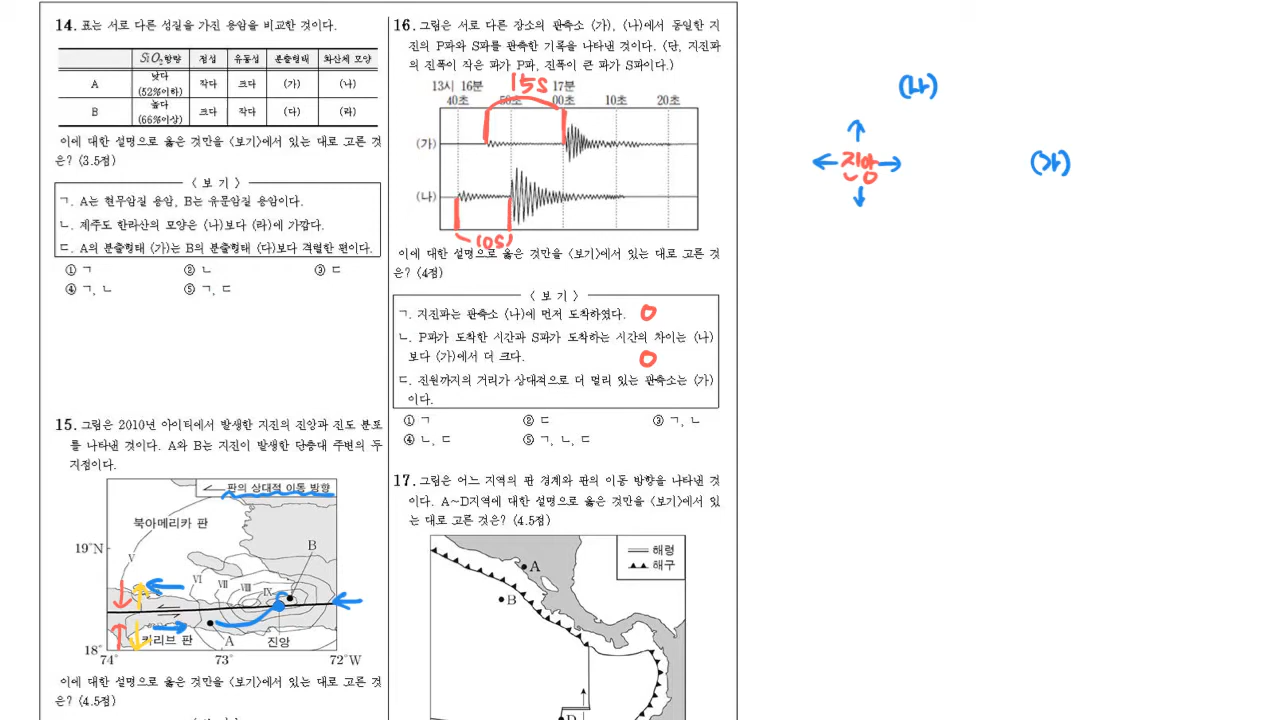 14. 표는 서로 다른 성질을 가진 용암을 비교한 것이다.
SiO₂함량 점성 유동성 분출형태 화산체 모양
A 낮다 (52%이하) 작다 크다 (가) (나)
B 높다 (66%이상) 크다 작다 (다) (라)
이에 대한 설명으로 옳은 것만을 <보기>에서 있는 대로 고른 것
은? (3.5점)
< 보 기 >
ㄱ. A는 현무암질 용암, B는 유문암질 용암이다.
ㄴ. 제주도 한라산의 모양은 (나)보다 (라)에 가깝다.
ㄷ. A의 분출형태 (가)는 B의 분출형태 (다)보다 격렬한 편이다.
① ㄱ ② ㄴ ③ ㄷ
④ ㄱ, ㄴ ⑤ ㄱ, ㄷ
15. 그림은 2010년 아이티에서 발생한 지진의 진앙과 진도 분포
를 나타낸 것이다. A와 B는 지진이 발생한 단층대 주변의 두
지점이다.
판의 상대적 이동 방향
북아메리카 판
19°N
B
V
VI
VII
VIII
IX
카리브 판
A
진앙
18°
74° 73° 72°W
이에 대한 설명으로 옳은 것만을 <보기>에서 있는 대로 고른 것
은? (4.5점)
16. 그림은 서로 다른 장소의 관측소 (가), (나)에서 동일한 지
진의 P파와 S파를 관측한 기록을 나타낸 것이다. (단, 지진파
의 진폭이 작은 파가 P파, 진폭이 큰 파가 S파이다.)
15s
13시 16분 17분
40초 50초 00초 10초 20초
(가)
(나)
10s
이에 대한 설명으로 옳은 것만을 <보기>에서 있는 대로 고른 것
은? (4점)
< 보 기 >
ㄱ. 지진파는 관측소 (나)에 먼저 도착하였다.
ㄴ. P파가 도착한 시간과 S파가 도착하는 시간의 차이는 (나)
보다 (가)에서 더 크다.
ㄷ. 진원까지의 거리가 상대적으로 더 멀리 있는 관측소는 (가)
이다.
① ㄱ ② ㄷ ③ ㄱ, ㄴ
④ ㄴ, ㄷ ⑤ ㄱ, ㄴ, ㄷ
17. 그림은 어느 지역의 판 경계와 판의 이동 방향을 나타낸 것
이다. A~D지역에 대한 설명으로 옳은 것만을 <보기>에서 있
는 대로 고른 것은? (4.5점)
해령
해구
A
B
D
(나)
진앙
(가)